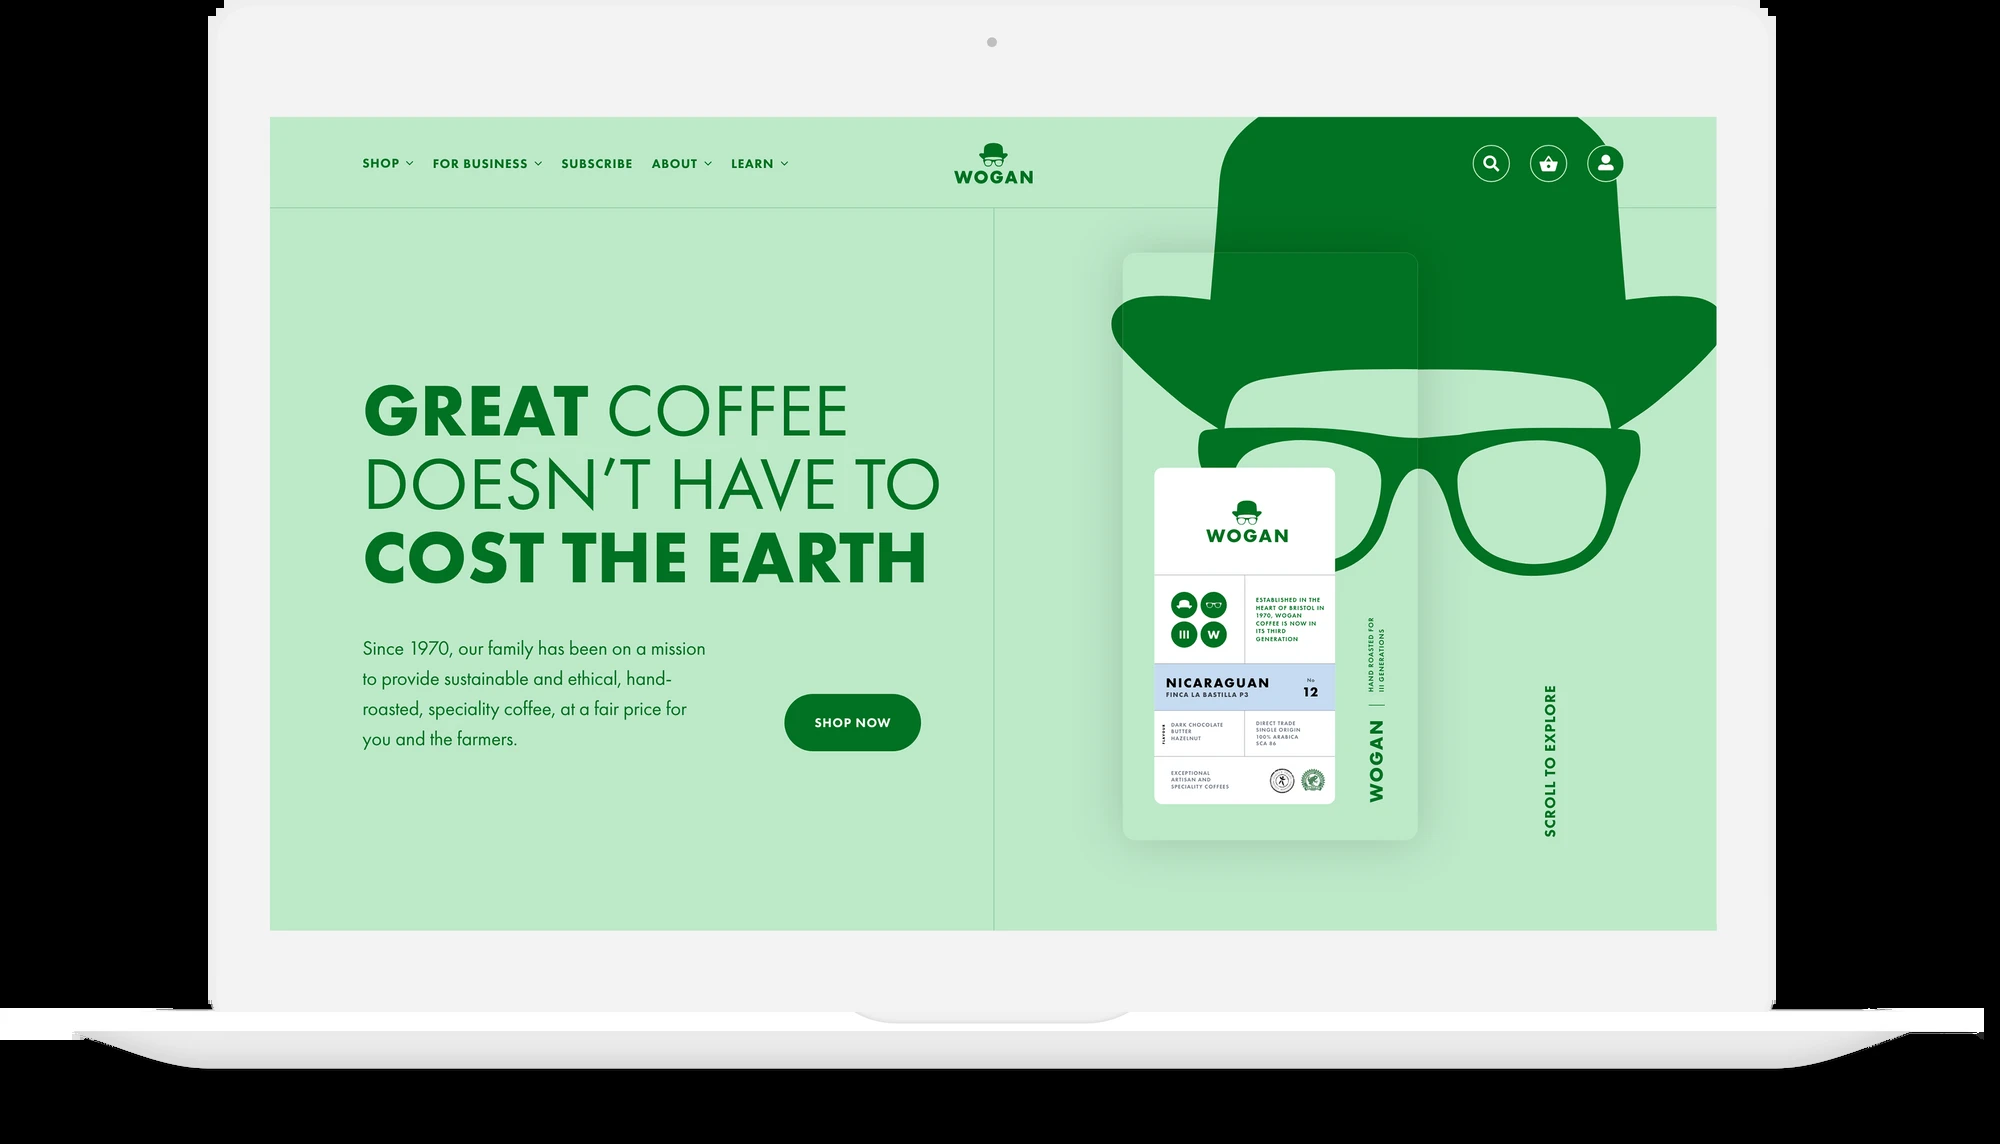 SHOP
FOR BUSINESS
SUBSCRIBE
ABOUT
LEARN
WOGAN
GREAT COFFEE
DOESN’T HAVE TO
COST THE EARTH
Since 1970, our family has been on a mission
to provide sustainable and ethical, hand-
roasted, speciality coffee, at a fair price for
you and the farmers.
SHOP NOW
WOGAN
III W
ESTABLISHED IN THE
HEART OF BRISTOL IN
1970, WOGAN
COFFEE IS NOW IN
ITS THIRD
GENERATION
NICARAGUAN
FINCA LA BASTILLA P3
No
12
FLAVOUR
DARK CHOCOLATE
BUTTER
HAZELNUT
DIRECT TRADE
SINGLE ORIGIN
100% ARABICA
SCA 86
EXCEPTIONAL
ARTISAN AND
SPECIALITY COFFEES
WOGAN
HAND ROASTED FOR
III GENERATIONS
SCROLL TO EXPLORE